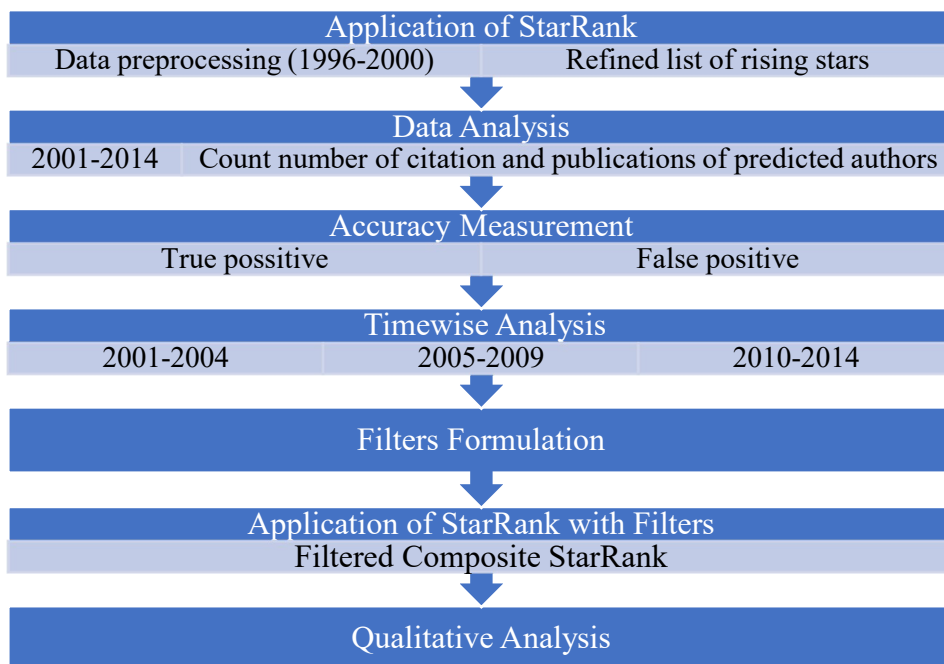 Application of StarRank
Data preprocessing (1996-2000) Refined list of rising stars
Data Analysis
2001-2014 Count number of citation and publications of predicted authors
Accuracy Measurement
True possitive False positive
Timewise Analysis
2001-2004 2005-2009 2010-2014
Filters Formulation
Application of StarRank with Filters
Filtered Composite StarRank
Qualitative Analysis